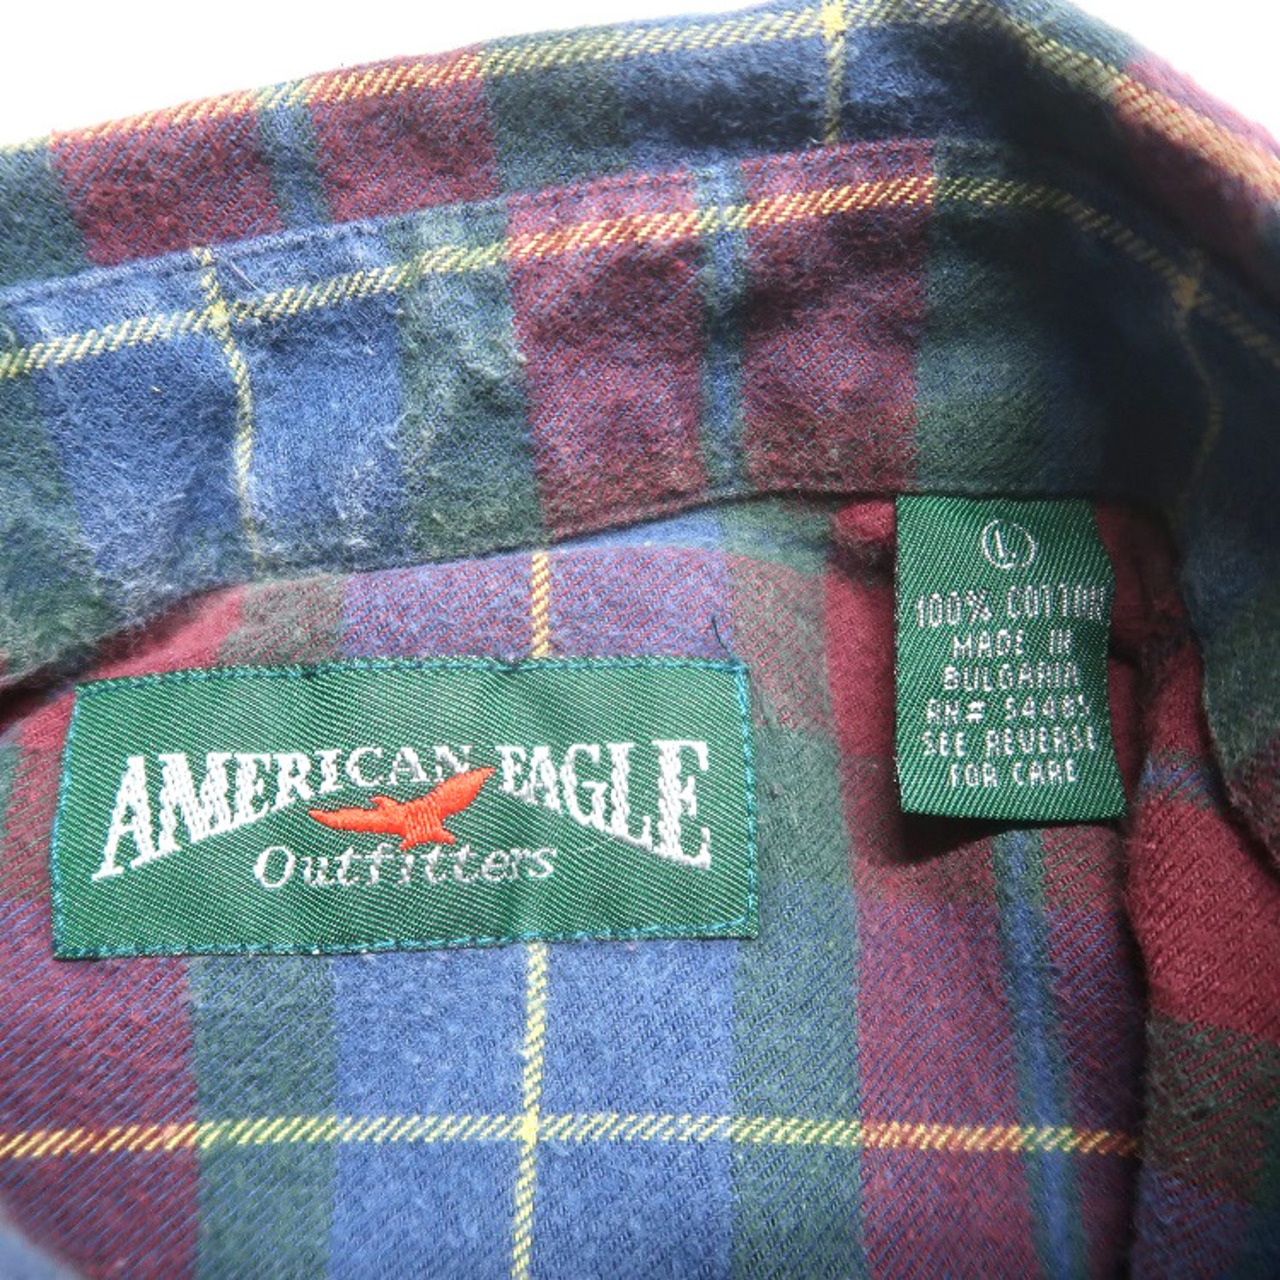 AMERICAN EAGLE
Outfitters
L
100% COTTON
MADE IN
BULGARIA
RN# 54485
SEE REVERSE
FOR CARE